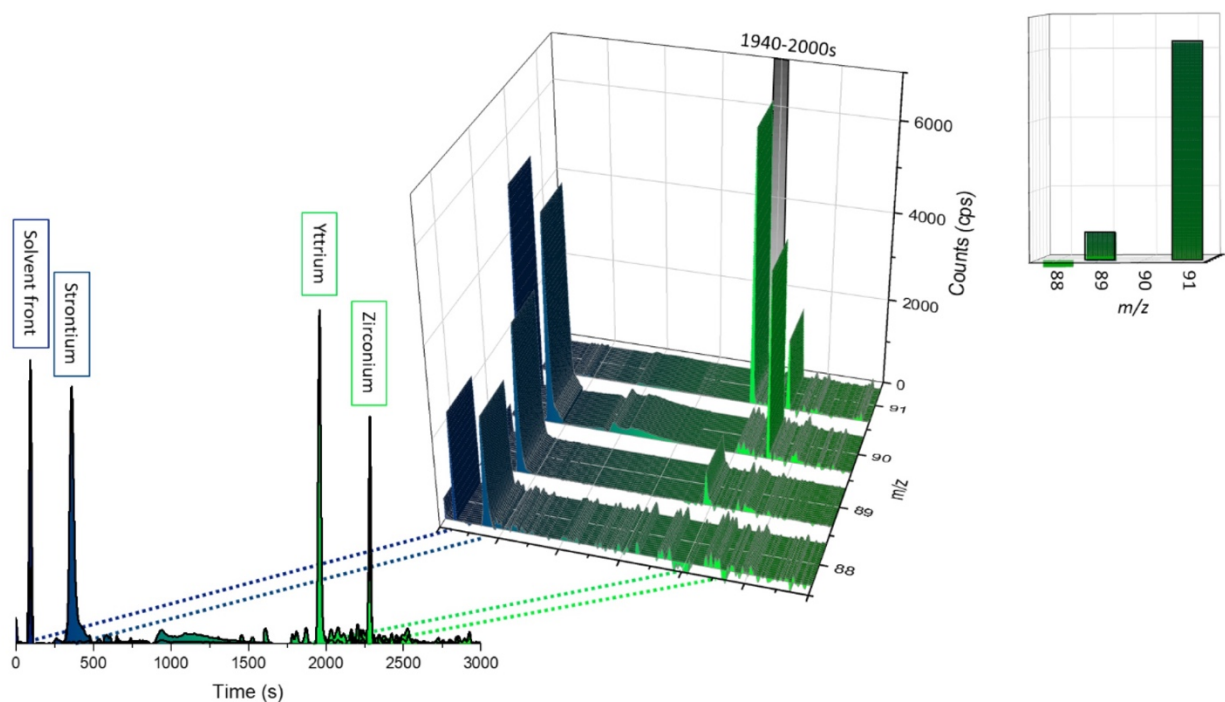 1940-2000s
6000
4000
2000
0
Counts (cps)
91
90
89
88
m/z
88
89
90
91
m/z
Solvent front
Strontium
Yttrium
Zirconium
0
500
1000
1500
2000
2500
3000
Time (s)